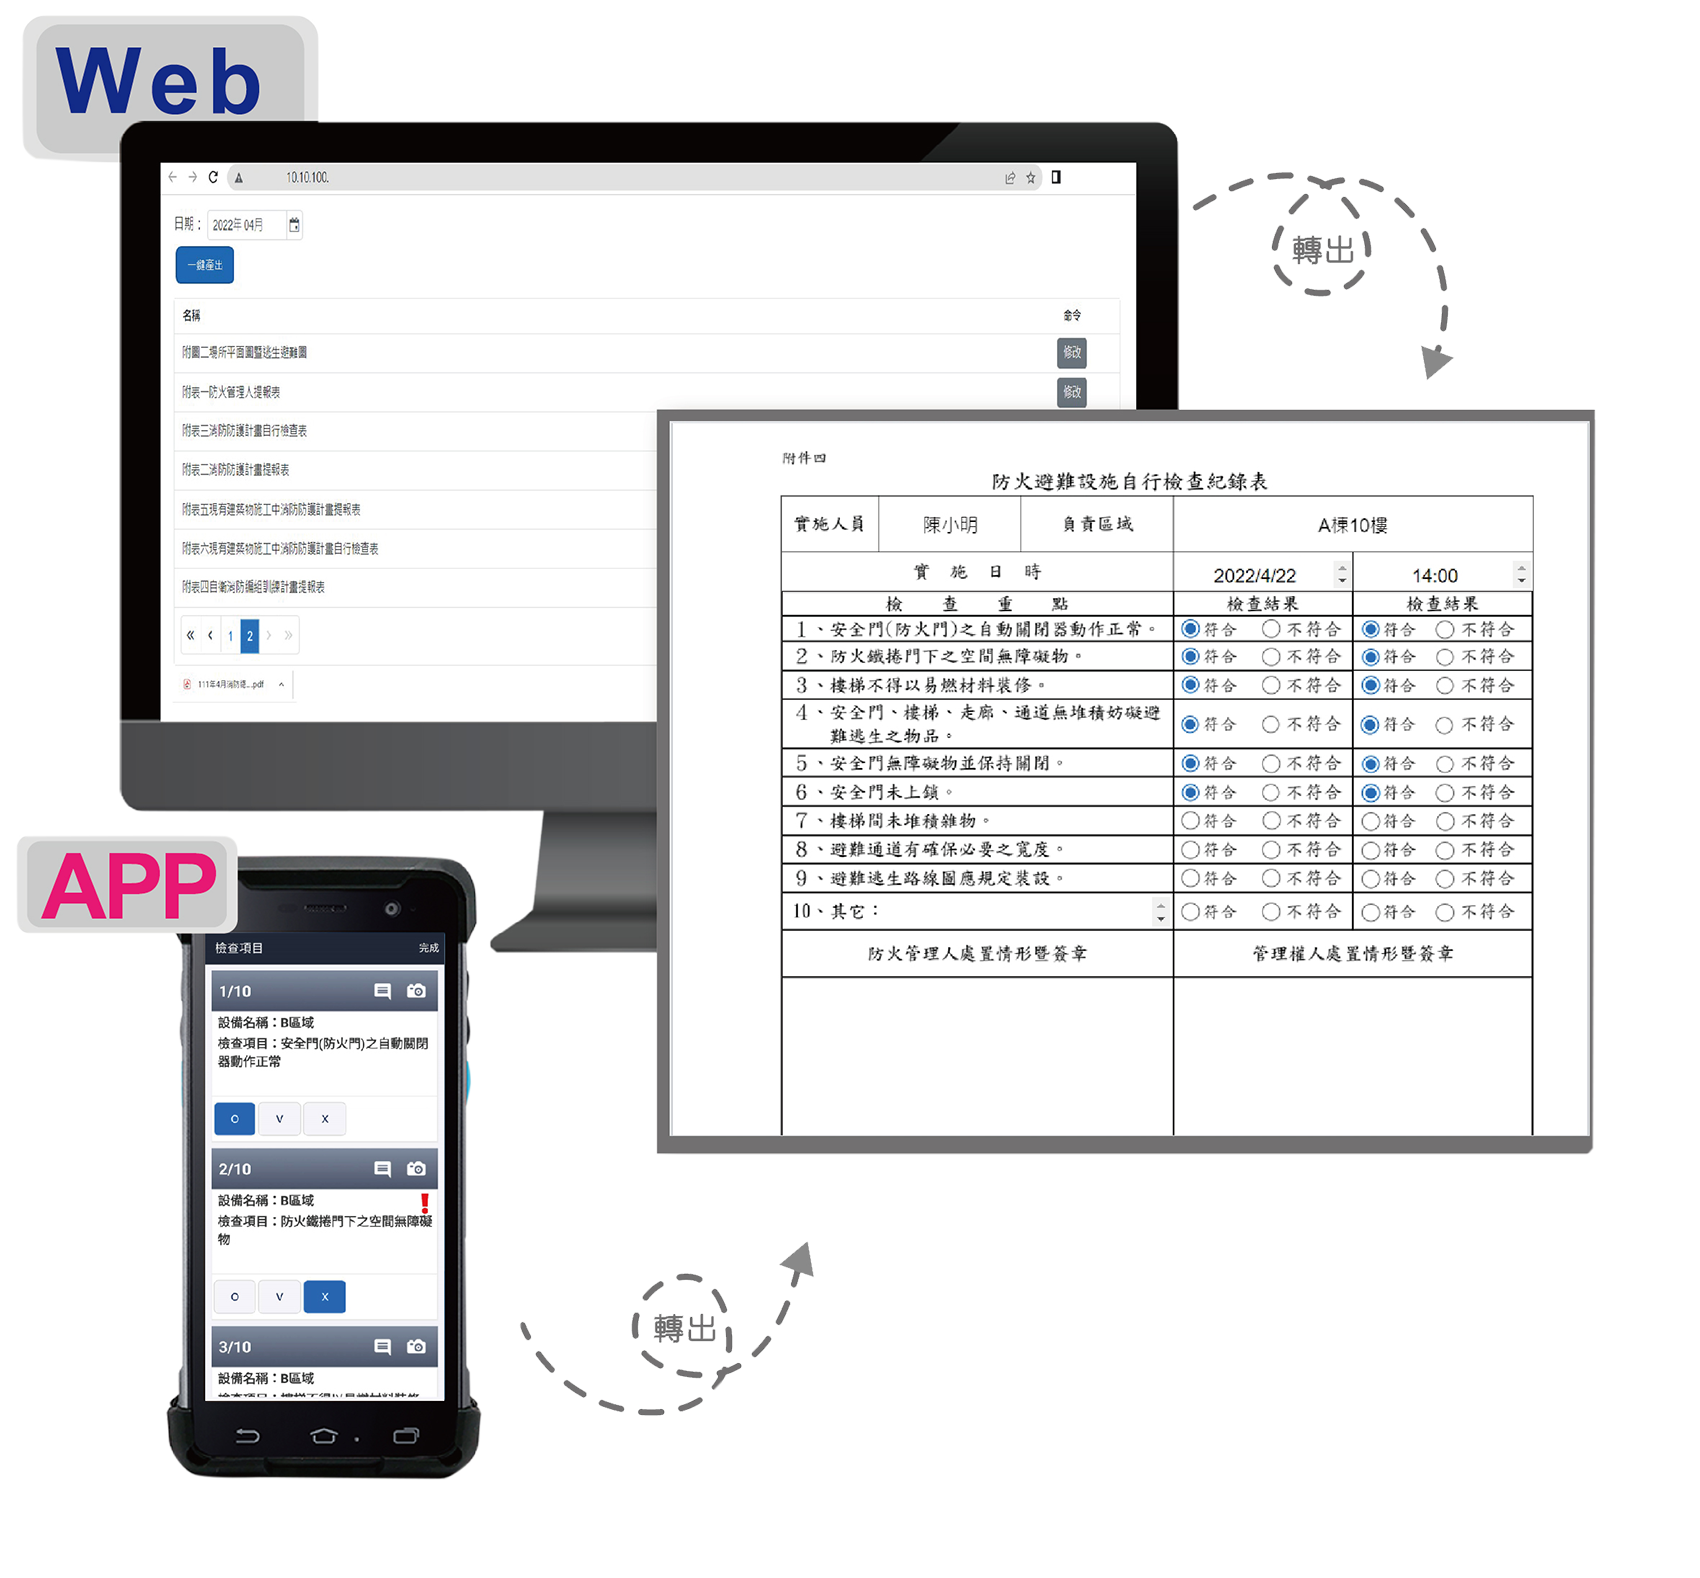 Web
10.10.100.
日期：
2022年 04月
一鍵產出
名稱 命令
附圖二場所平面圖暨逃生避難圖 修改
附表一防火管理人提報表 修改
附表三消防防護計畫自行檢查表
附表二消防防護計畫提報表
附表五現有建築物施工中消防防護計畫提報表
附表六現有建築物施工中消防防護計畫自行檢查表
附表四自衛消防編組訓練計畫提報表
« ‹ 1 2 › »
111年4月消防德...pdf
轉出
附件四
防火避難設施自行檢查紀錄表
實施人員 陳小明 負責區域 A棟10樓
實施日時 2022/4/22 14:00
檢查重點 檢查結果 檢查結果
1、安全門(防火門)之自動關閉器動作正常。 符合 不符合 符合 不符合
2、防火鐵捲門下之空間無障礙物。 符合 不符合 符合 不符合
3、樓梯不得以易燃材料裝修。 符合 不符合 符合 不符合
4、安全門、樓梯、走廊、通道無堆積妨礙避
難逃生之物品。 符合 不符合 符合 不符合
5、安全門無障礙物並保持關閉。 符合 不符合 符合 不符合
6、安全門未上鎖。 符合 不符合 符合 不符合
7、樓梯間未堆積雜物。 符合 不符合 符合 不符合
8、避難通道有確保必要之寬度。 符合 不符合 符合 不符合
9、避難逃生路線圖應規定裝設。 符合 不符合 符合 不符合
10、其它： 符合 不符合 符合 不符合
防火管理人處置情形暨簽章 管理權人處置情形暨簽章
APP
檢查項目 完成
1/10
設備名稱：B區域
檢查項目：安全門(防火門)之自動關閉
器動作正常
O V X
2/10
設備名稱：B區域
檢查項目：防火鐵捲門下之空間無障礙
物
O V X
3/10
設備名稱：B區域
檢查項目：樓梯不得以易燃材料裝修
轉出